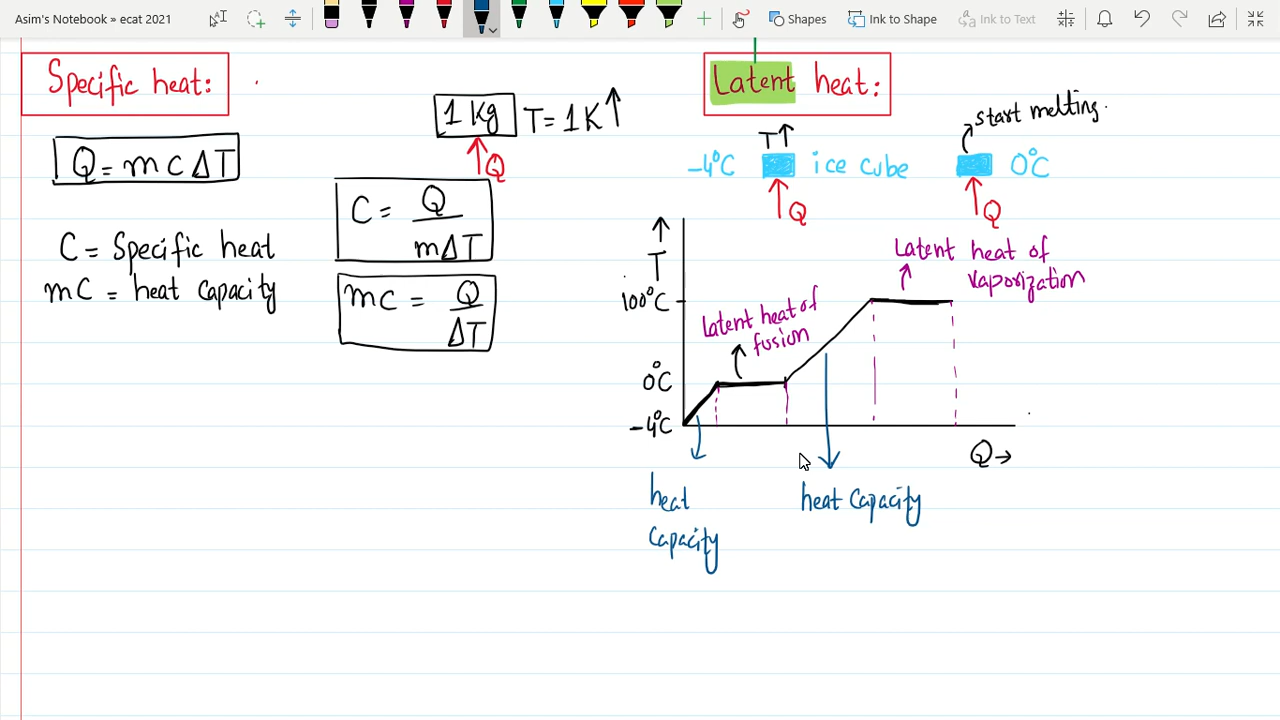 Asim's Notebook » ecat 2021
Shapes
Ink to Shape
Ink to Text
Specific heat:
Q = m c ΔT
C = Specific heat
mC = heat capacity
1 Kg T = 1K ↑
Q
C = Q / mΔT
mC = Q / ΔT
Latent heat:
T↑
-4°C ice cube
Q
start melting.
0°C
Q
T
100°C
0°C
-4°C
Latent heat of
fusion
Latent heat of
vaporization
Q→
heat
capacity
heat capacity